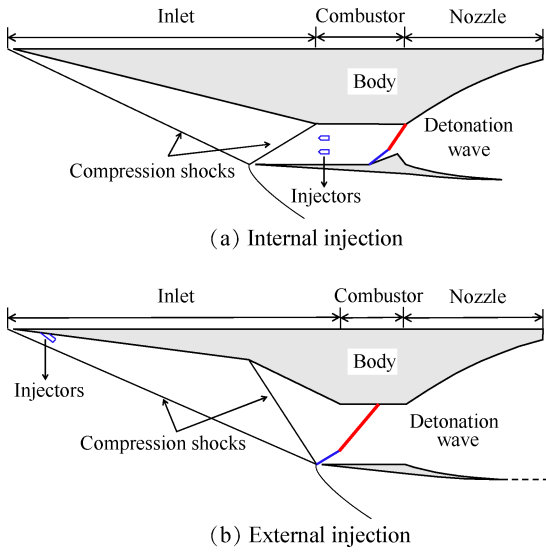 Inlet
Combustor
Nozzle
Body
Detonation
wave
Compression shocks
Injectors
(a) Internal injection
Inlet
Combustor
Nozzle
Body
Injectors
Detonation
wave
Compression shocks
(b) External injection